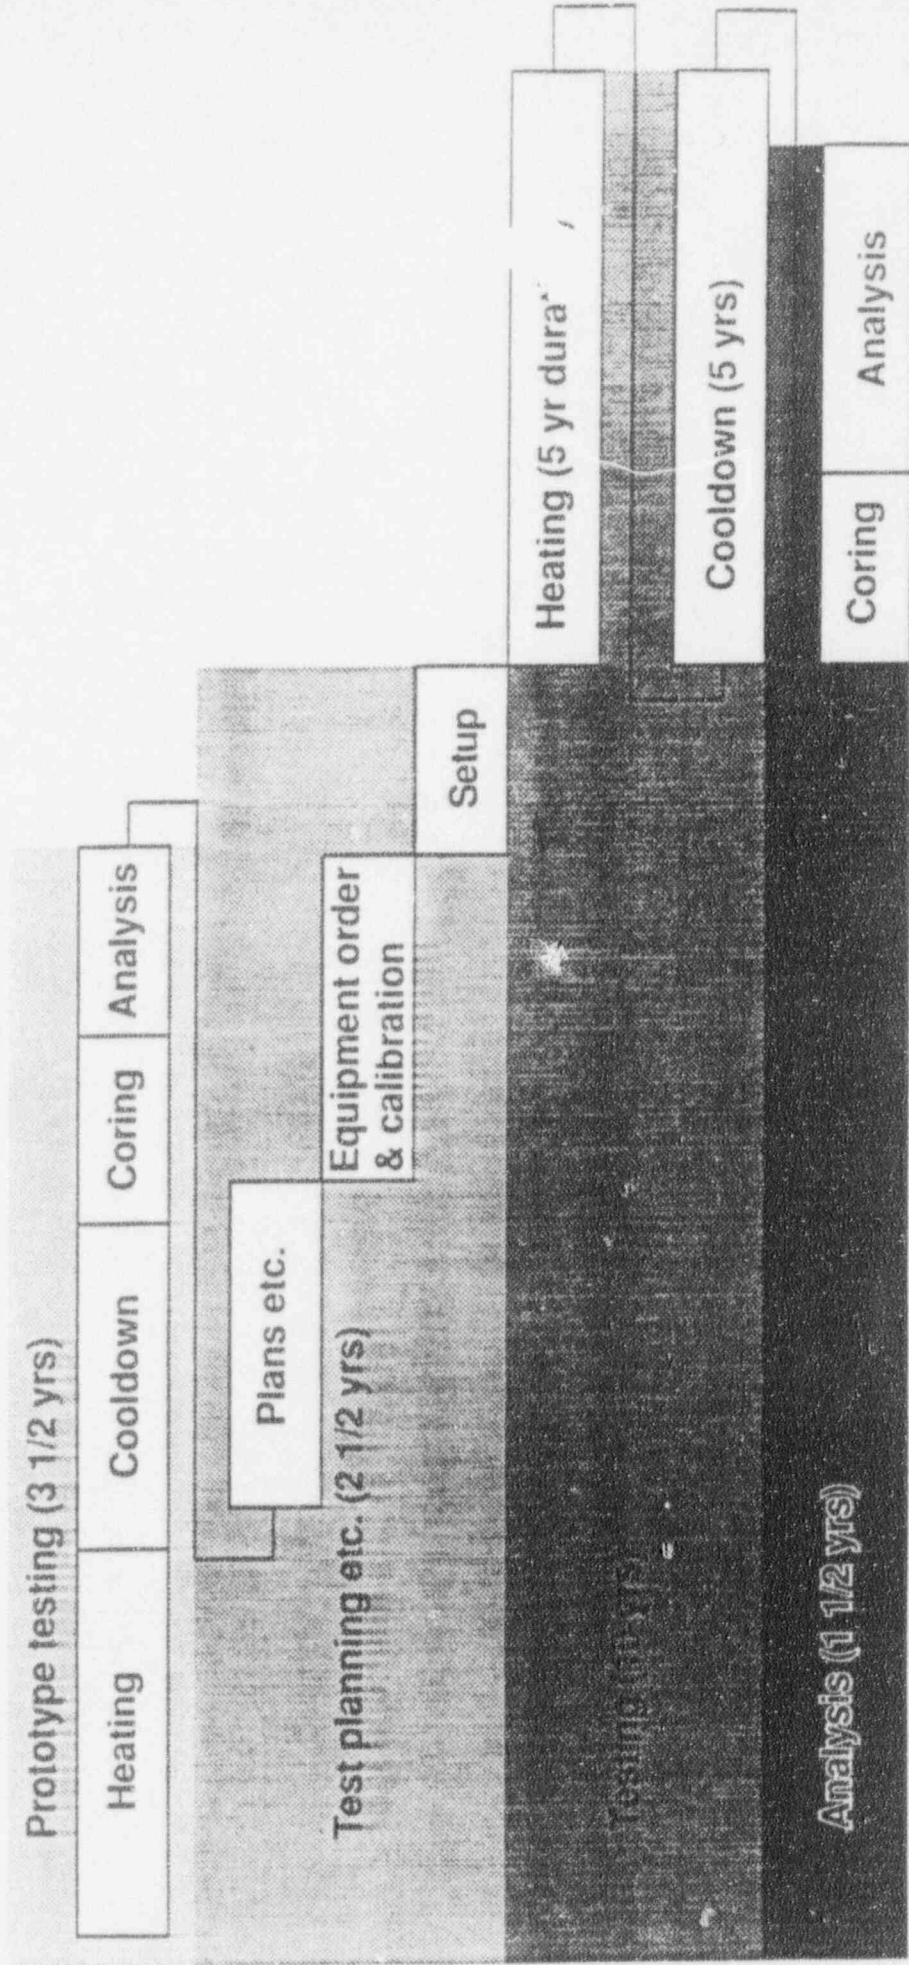 Prototype testing (3 1/2 yrs)
Heating
Cooldown
Coring
Analysis
Test planning etc. (2 1/2 yrs)
Plans etc.
Equipment order
& calibration
Setup
Testing
Heating (5 yr
Cooldown (5 yrs)
Analysis (1 1/2 yrs)
Coring
Analysis